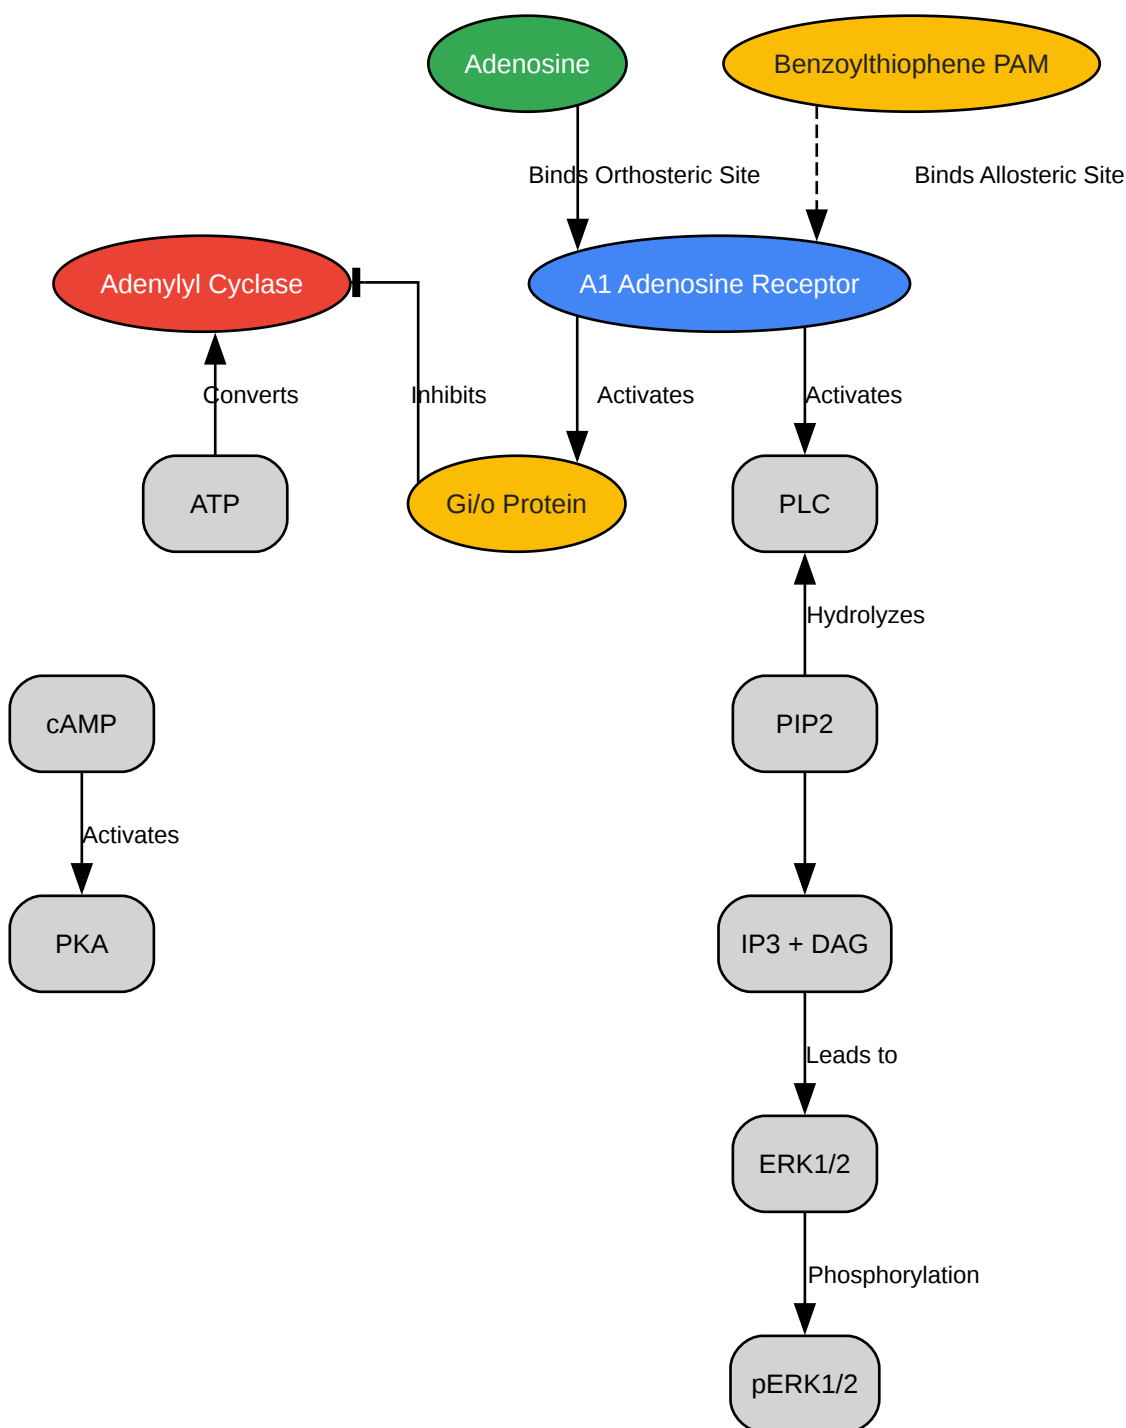 Adenosine
Benzoylthiophene PAM
Binds Orthosteric Site
Binds Allosteric Site
Adenylyl Cyclase
A1 Adenosine Receptor
Converts
Inhibits
Activates
Activates
ATP
Gi/o Protein
PLC
Hydrolyzes
cAMP
PIP2
Activates
PKA
IP3 + DAG
Leads to
ERK1/2
Phosphorylation
pERK1/2